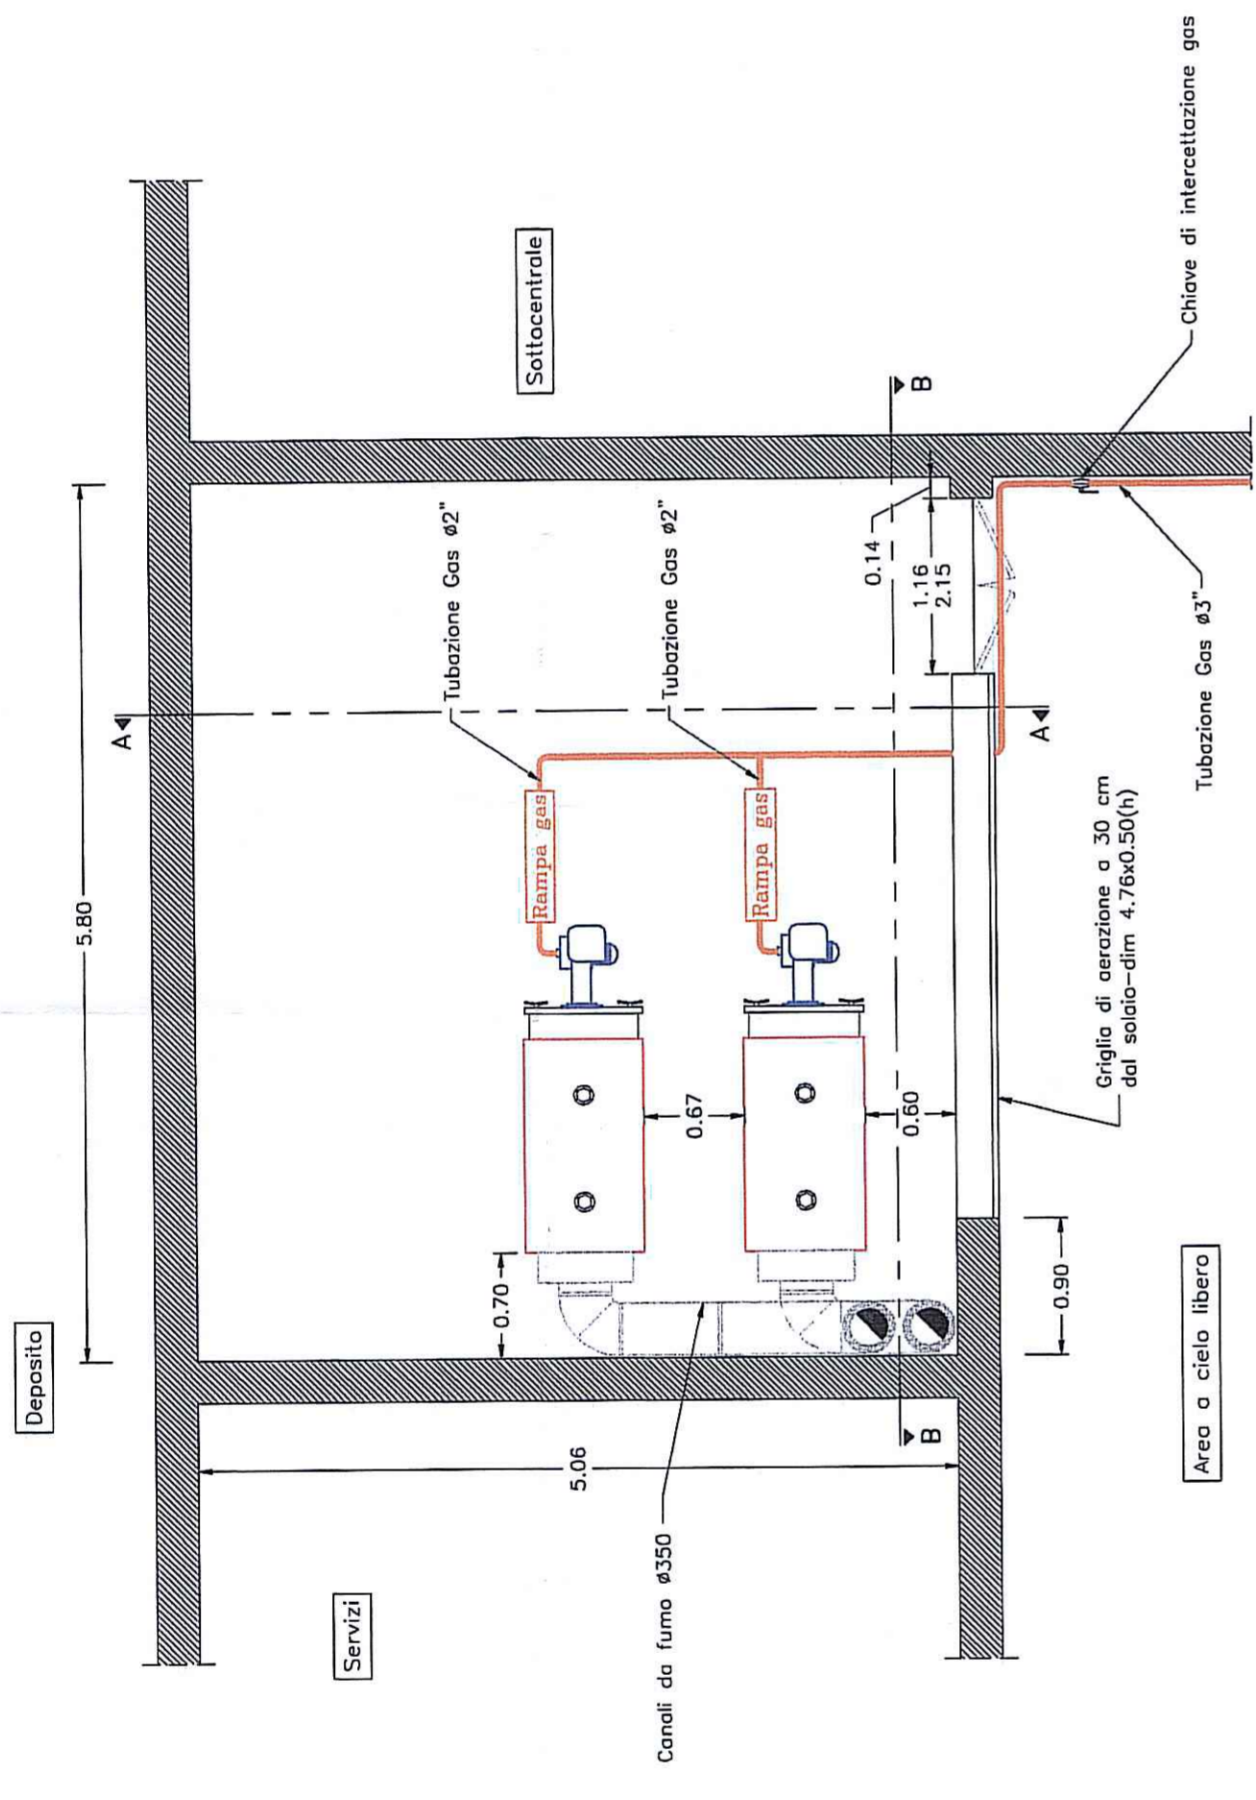 Deposito
5.80
Servizi
Sottocentrale
A
A
B
B
5.06
Tubazione Gas ø2"
Tubazione Gas ø2"
Rampa gas
Rampa gas
0.70
0.67
0.60
0.14
1.16
2.15
0.90
Canali da fumo ø350
Griglia di aerazione a 30 cm
dal solaio-dim 4.76x0.50(h)
Tubazione Gas ø3"
Chiave di intercettazione gas
Area a cielo libero